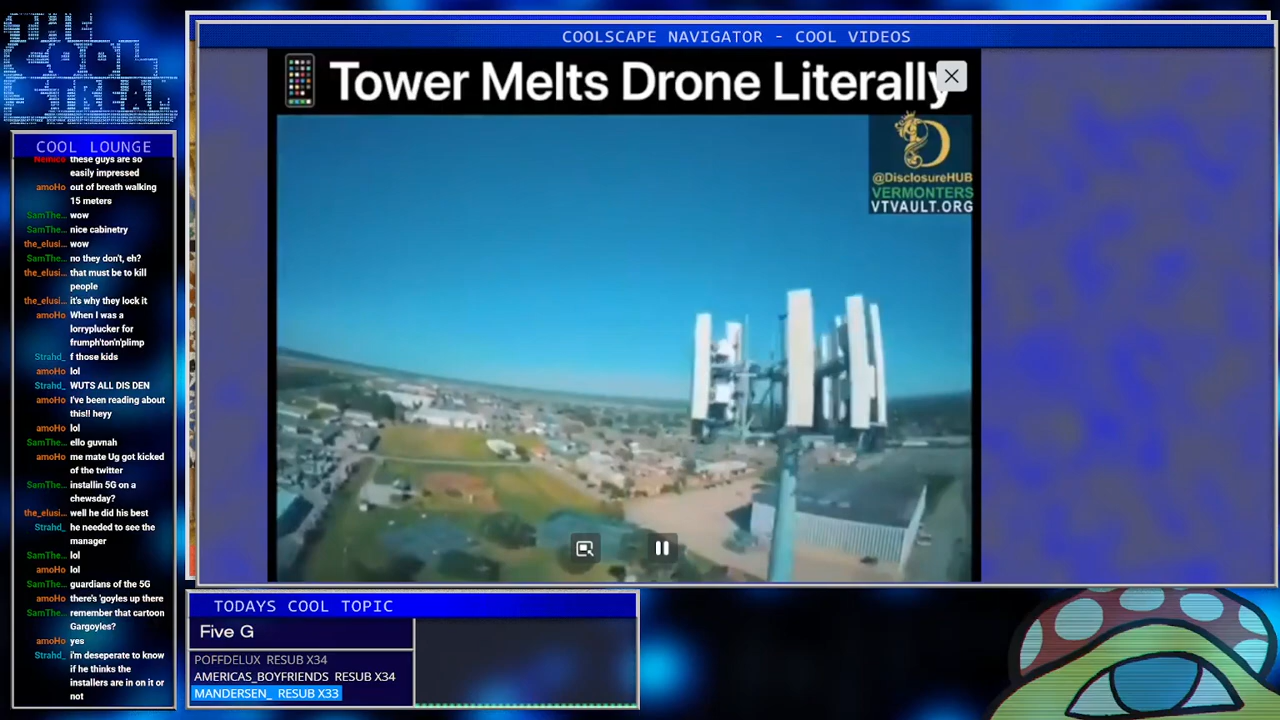 COOLSCAPE NAVIGATOR - COOL VIDEOS
Tower Melts Drone Literally
@DisclosureHUB
VERMONTERS
VTVAULT.ORG
COOL LOUNGE
Nemico these guys are so
easily impressed
amoHo out of breath walking
15 meters
SamThe... wow
SamThe... nice cabinetry
the_elusi... wow
SamThe... no they don't, eh?
the_elusi... that must be to kill
people
the_elusi... it's why they lock it
amoHo When I was a
lorryplucker for
frumph'ton'n'plimp
Strahd_ f those kids
amoHo lol
Strahd_ WUTS ALL DIS DEN
amoHo I've been reading about
this!! heyy
amoHo lol
SamThe... ello guvnah
amoHo me mate Ug got kicked
of the twitter
SamThe... installin 5G on a
chewsday?
the_elusi... well he did his best
Strahd_ he needed to see the
manager
SamThe... lol
amoHo lol
SamThe... guardians of the 5G
amoHo there's 'goyles up there
SamThe... remember that cartoon
Gargoyles?
amoHo yes
Strahd_ i'm desperate to know
if he thinks the
installers are in on it or
not
TODAYS COOL TOPIC
Five G
POFFDELUX RESUB X34
AMERICAS_BOYFRIENDS RESUB X34
MANDERSEN_ RESUB X33